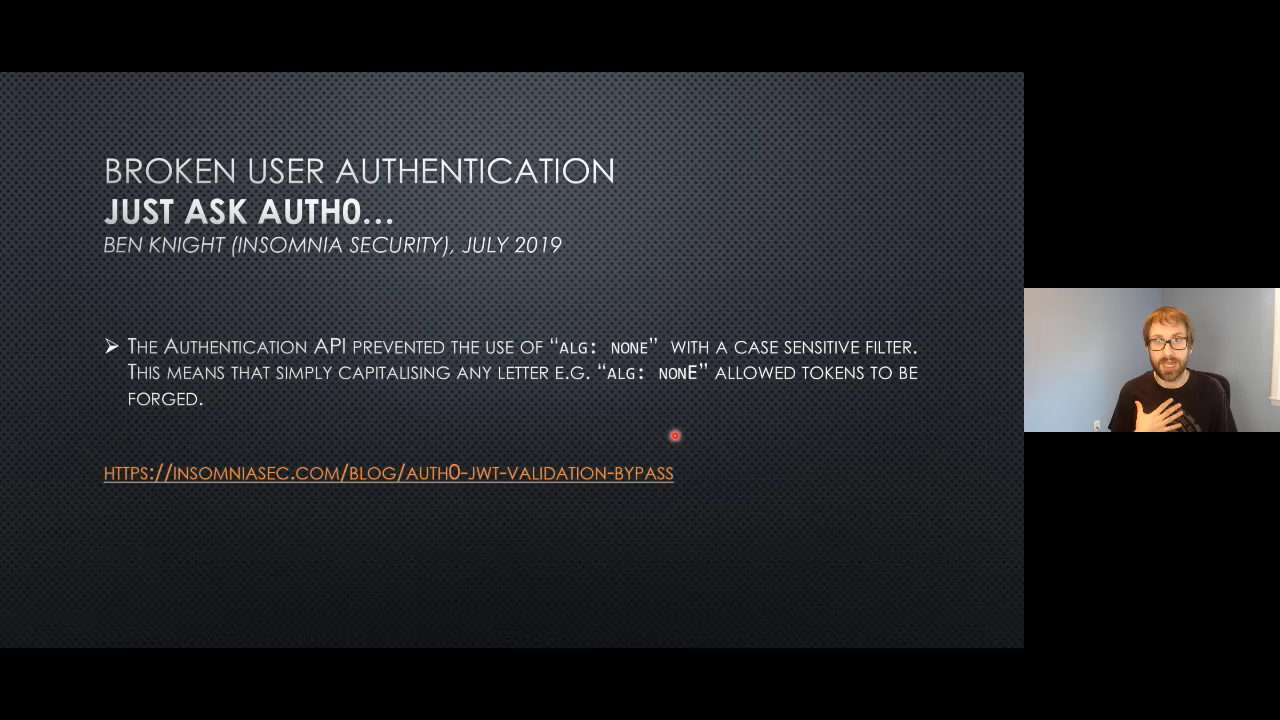 BROKEN USER AUTHENTICATION
JUST ASK AUTH0...
BEN KNIGHT (INSOMNIA SECURITY), JULY 2019
➢ THE AUTHENTICATION API PREVENTED THE USE OF “ALG: NONE” WITH A CASE SENSITIVE FILTER.
THIS MEANS THAT SIMPLY CAPITALISING ANY LETTER E.G. “ALG: NONE” ALLOWED TOKENS TO BE
FORGED.
HTTPS://INSOMNIASEC.COM/BLOG/AUTH0-JWT-VALIDATION-BYPASS